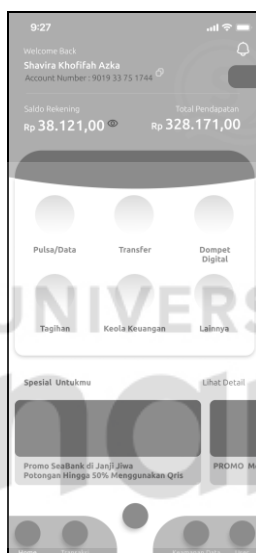 9:27
Welcome Back
Shavira Khofifah Azka
Account Number : 9019 33 75 1744
Saldo Rekening
Total Pendapatan
Rp 38.121,00
Rp 328.171,00
Pulsa/Data
Transfer
Dompet
Digital
UNIVERS
Tagihan
Keola Keuangan
Lainnya
Spesial Untukmu
Lihat Detail
Promo SeaBank di Janji Jiwa
Potongan Hingga 50% Menggunakan Qris
PROMO
Home